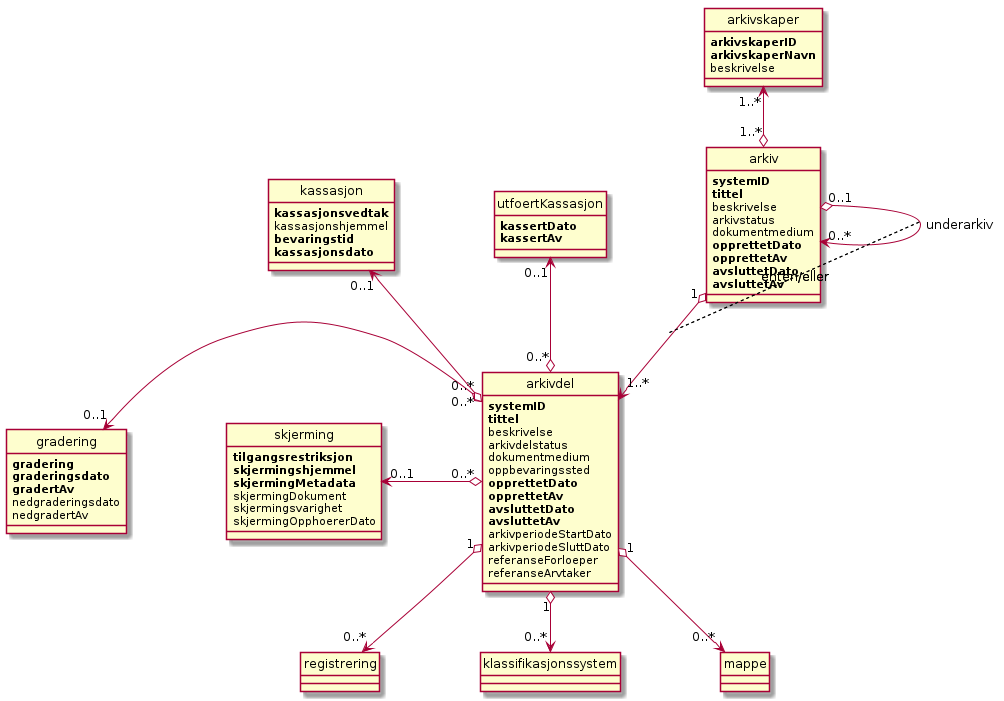 arkivskaper
arkivskaperID
arkivskaperNavn
beskrivelse
1..*
1..*
arkiv
systemID
tittel
beskrivelse
arkivstatus
dokumentmedium
opprettetDato
opprettetAv
avsluttetDato
avsluttetAv
0..1
0..*
underarkiv
enten/eller
1
1..*
kassasjon
kassasjonsvedtak
kassasjonshjemmel
bevaringstid
kassasjonsdato
0..1
0..*
utfoertKassasjon
kassertDato
kassertAv
0..1
0..*
arkivdel
systemID
tittel
beskrivelse
arkivdelstatus
dokumentmedium
oppbevaringssted
opprettetDato
opprettetAv
avsluttetDato
avsluttetAv
arkivperiodeStartDato
arkivperiodeSluttDato
referanseForloeper
referanseArvtaker
0..1
0..*
gradering
gradering
graderingsdato
gradertAv
nedgraderingsdato
nedgradertAv
skjerming
tilgangsrestriksjon
skjermingshjemmel
skjermingMetadata
skjermingDokument
skjermingsvarighet
skjermingOpphoererDato
0..1
0..*
1
0..*
registrering
1
0..*
klassifikasjonssystem
1
0..*
mappe